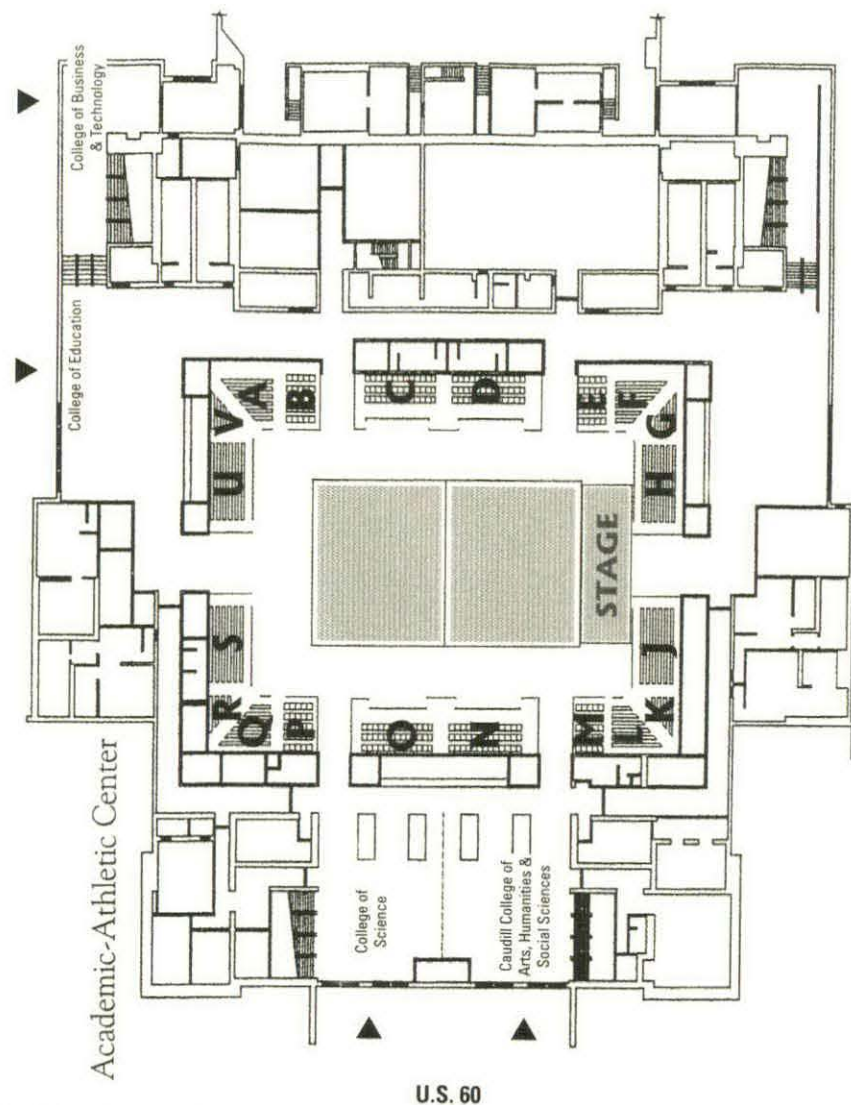 Academic-Athletic Center
College of Business
& Technology
College of Education
V
A
U
B
C
D
E
F
G
H
STAGE
S
R
Q
P
O
N
M
L
K
J
College of
Science
Caudill College of
Arts, Humanities &
Social Sciences
U.S. 60